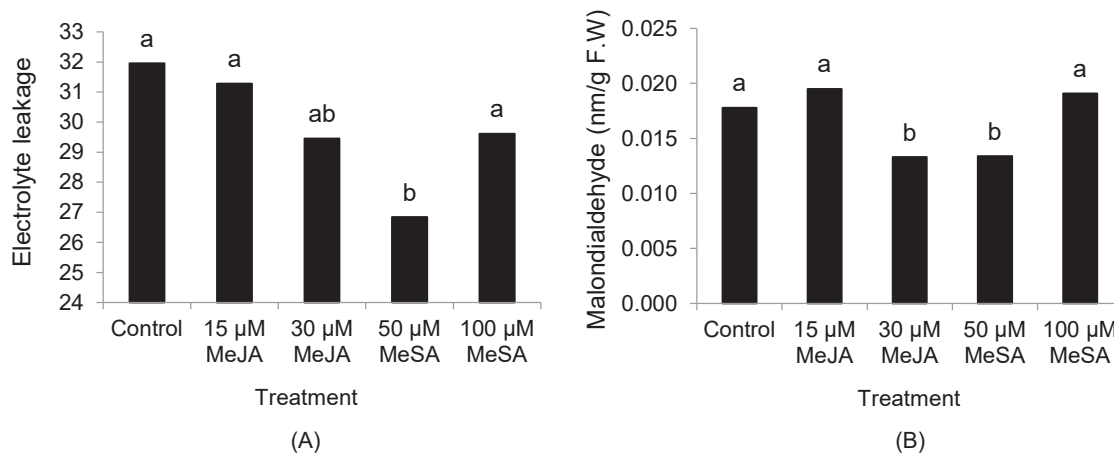 Electrolyte leakage
33
32
31
30
29
28
27
26
25
24
a
a
ab
b
a
Control
15 µM
MeJA
30 µM
MeJA
50 µM
MeSA
100 µM
MeSA
Treatment
(A)
Malondialdehyde (nm/g F.W)
0.025
0.020
0.015
0.010
0.005
0.000
a
a
b
b
a
Control
15 µM
MeJA
30 µM
MeJA
50 µM
MeSA
100 µM
MeSA
Treatment
(B)